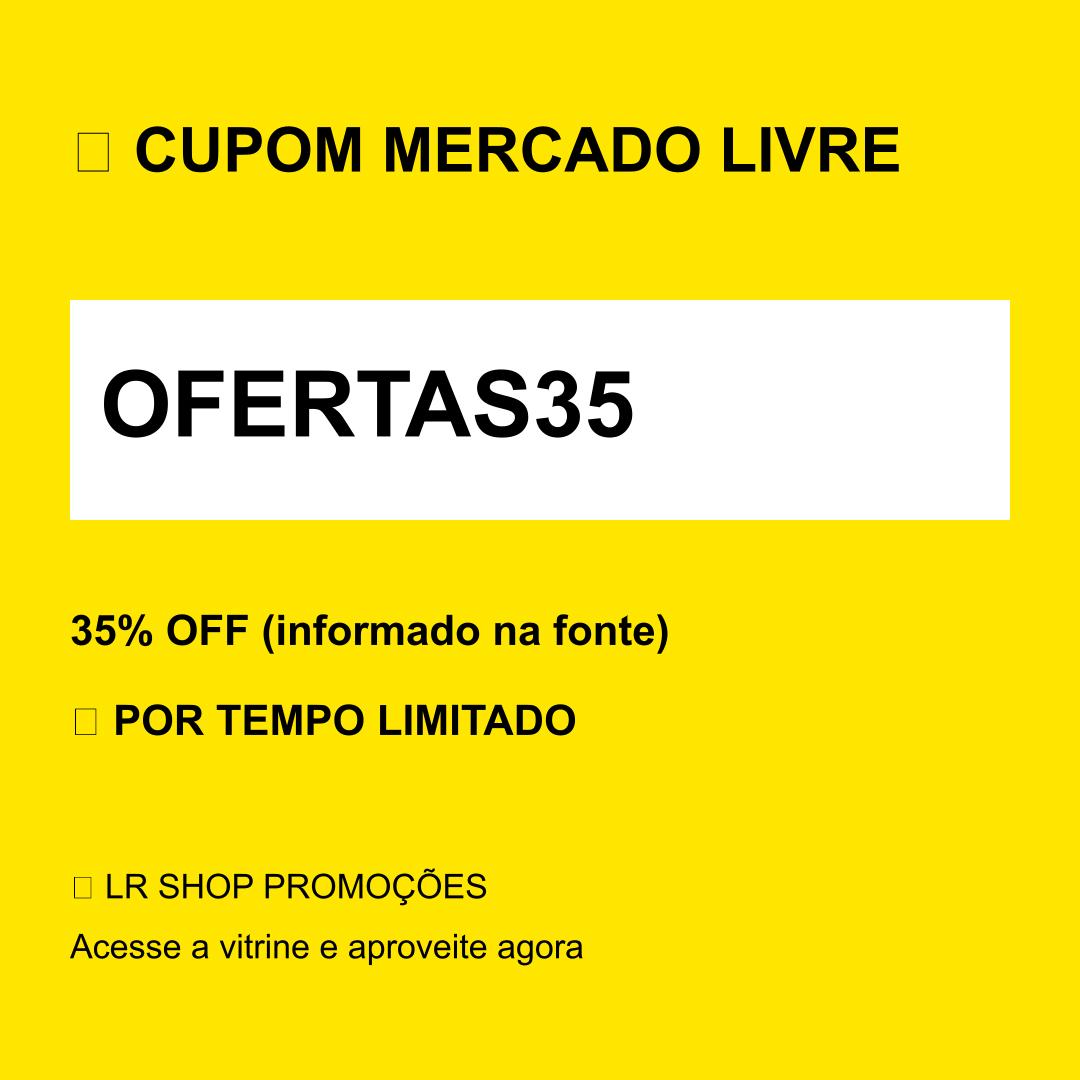 □ CUPOM MERCADO LIVRE
OFERTAS35
35% OFF (informado na fonte)
□ POR TEMPO LIMITADO
□ LR SHOP PROMOÇÕES
Acesse a vitrine e aproveite agora